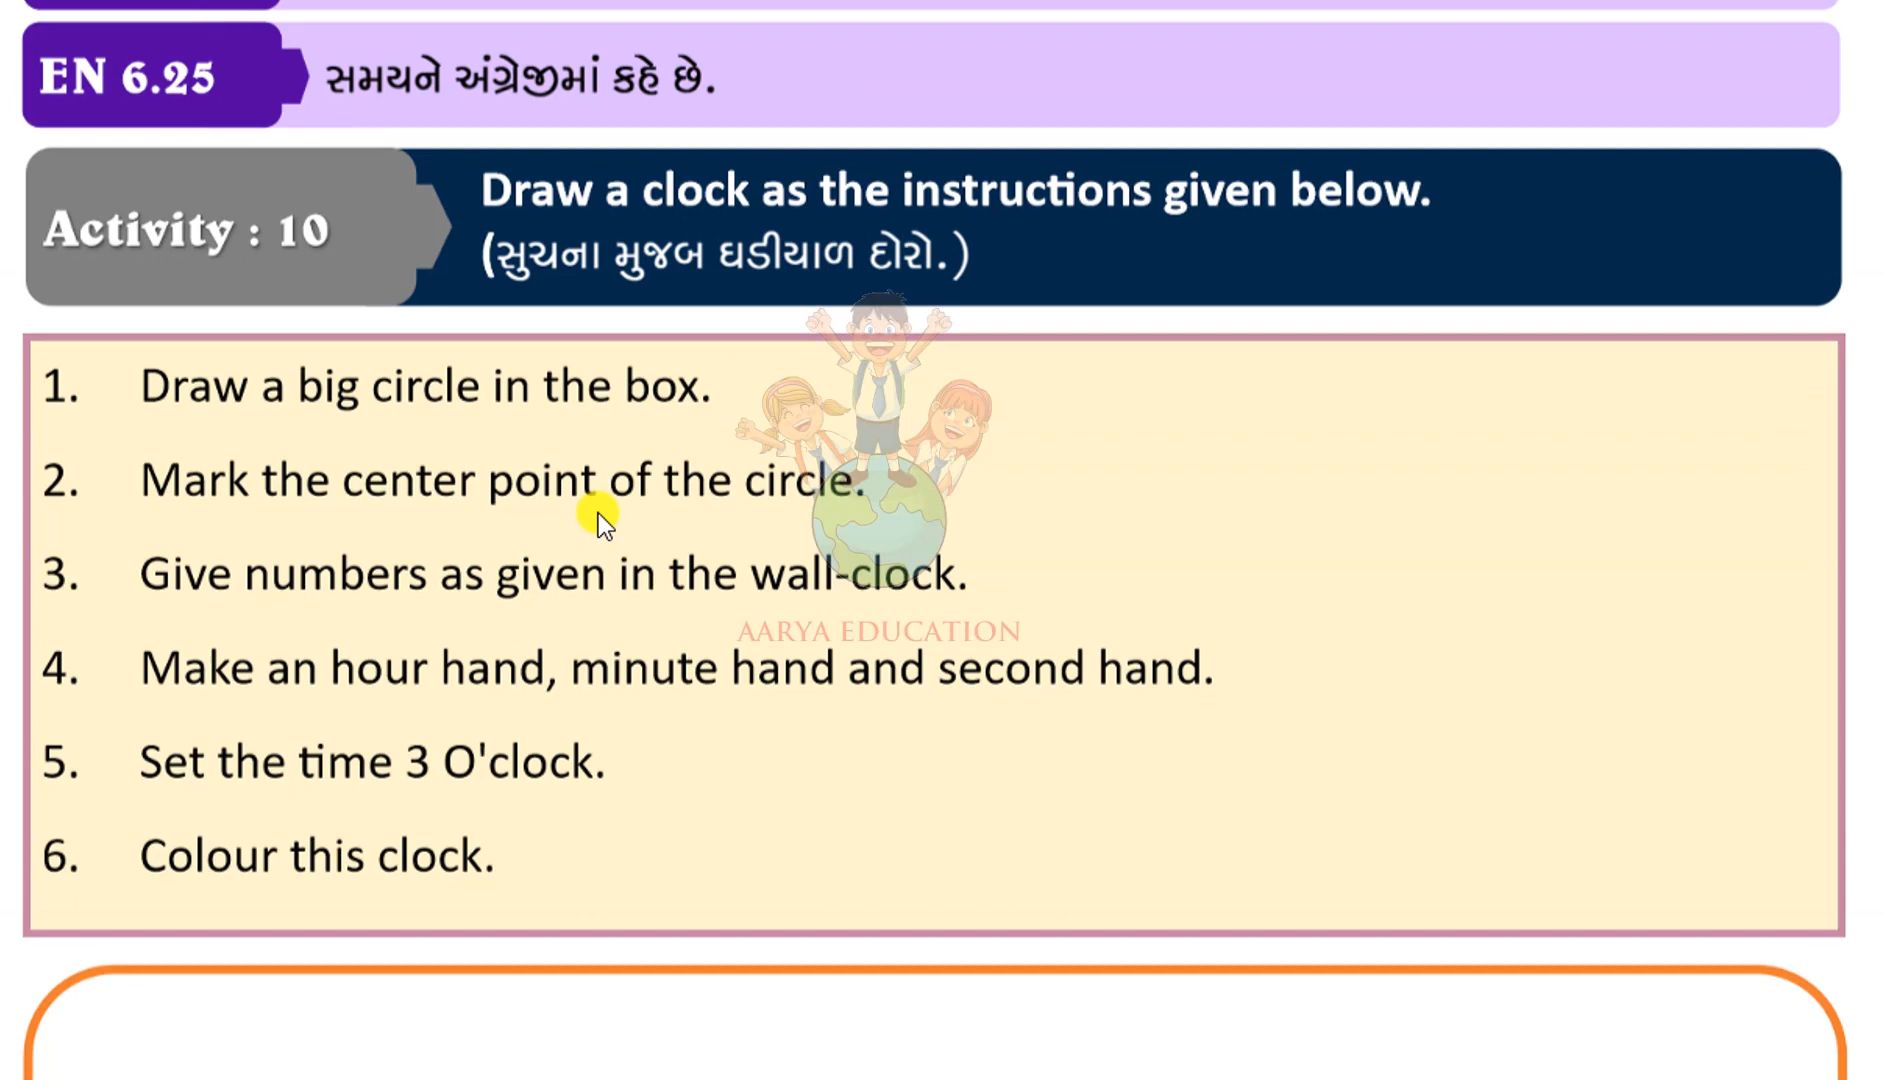 EN 6.25
સમયને અંગ્રેજીમાં કહે છે.
Activity : 10
Draw a clock as the instructions given below.
(સુચના મુજબ ઘડીયાળ દોરો.)
1. Draw a big circle in the box.
2. Mark the center point of the circle.
3. Give numbers as given in the wall-clock.
AARYA EDUCATION
4. Make an hour hand, minute hand and second hand.
5. Set the time 3 O'clock.
6. Colour this clock.